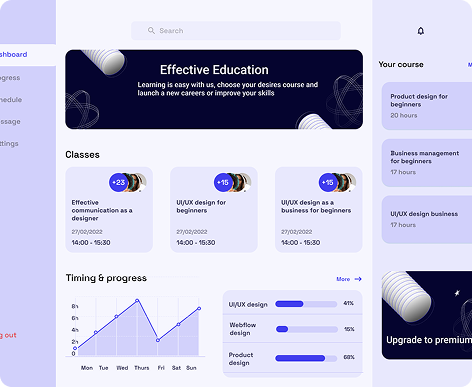 Search
shboard
ogress
hedule
ssage
ttings
g out
Effective Education
Learning is easy with us, choose your desires course and
launch a new careers or improve your skills
Classes
+23
Effective
communication as a
designer
27/02/2022
14:00 - 15:30
+15
UI/UX design for
beginners
27/02/2022
14:00 - 15:30
+15
UI/UX design as a
business for beginners
27/02/2022
14:00 - 15:30
Timing & progress
More
8h
6h
4h
2h
0
Mon Tue Wed Thurs Fri Sat Sun
UI/UX design 41%
Webflow
design
15%
Product
design
68%
Your course
M
Product design for
beginners
20 hours
Business management
for beginners
17 hours
UI/UX design business
17 hours
Upgrade to premium